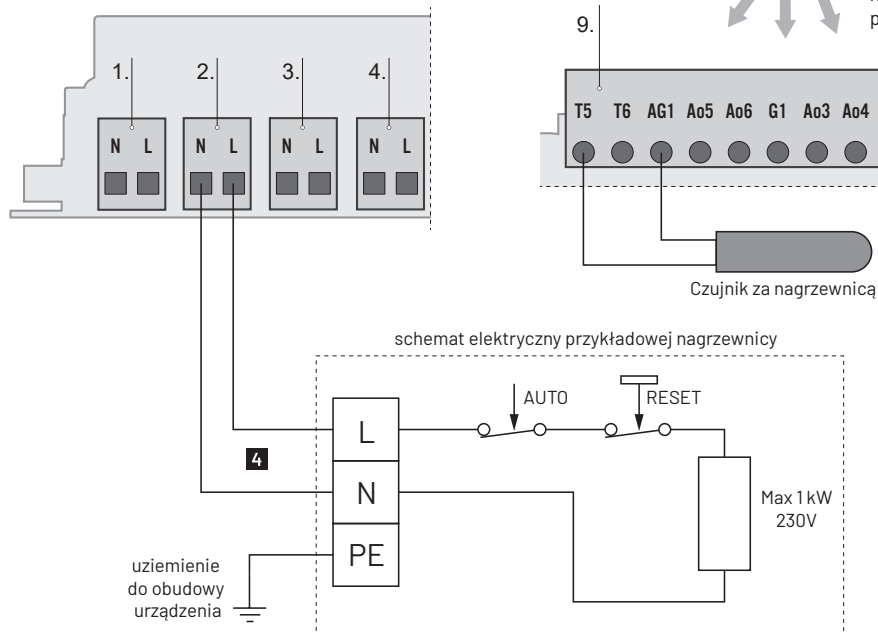 1.
2.
3.
4.
N L
N L
N L
N L
9.
T5 T6 AG1 Ao5 Ao6 G1 Ao3 Ao4
Czujnik za nagrzewnicą
schemat elektryczny przykładowej nagrzewnicy
AUTO
RESET
L
4
N
PE
Max 1 kW
230V
uziemienie
do obudowy
urządzenia